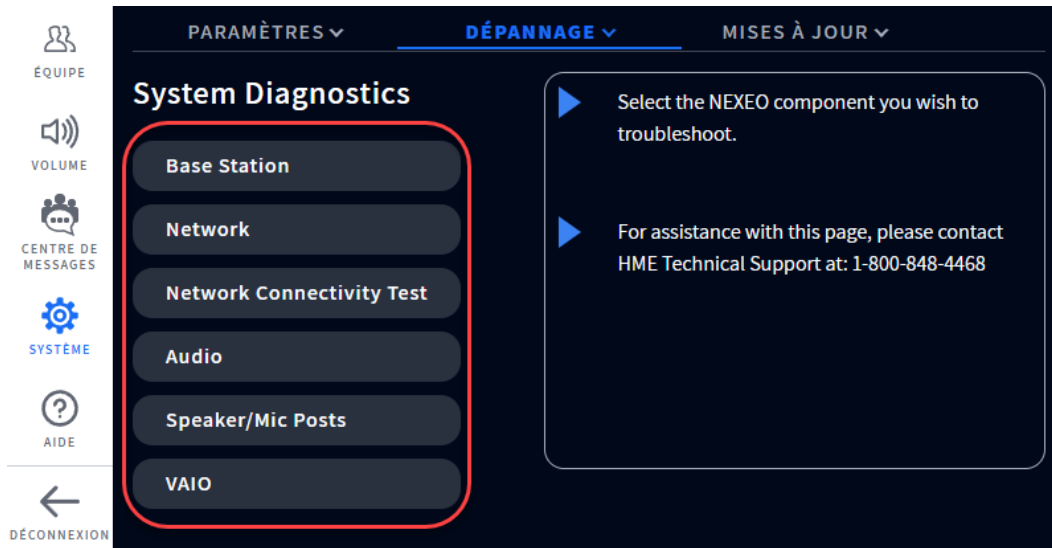 ÉQUIPE
VOLUME
CENTRE DE
MESSAGES
SYSTÈME
AIDE
DÉCONNEXION
PARAMÈTRES
DÉPANNAGE
MISES À JOUR
System Diagnostics
Base Station
Network
Network Connectivity Test
Audio
Speaker/Mic Posts
VAIO
Select the NEXEO component you wish to
troubleshoot.
For assistance with this page, please contact
HME Technical Support at: 1-800-848-4468